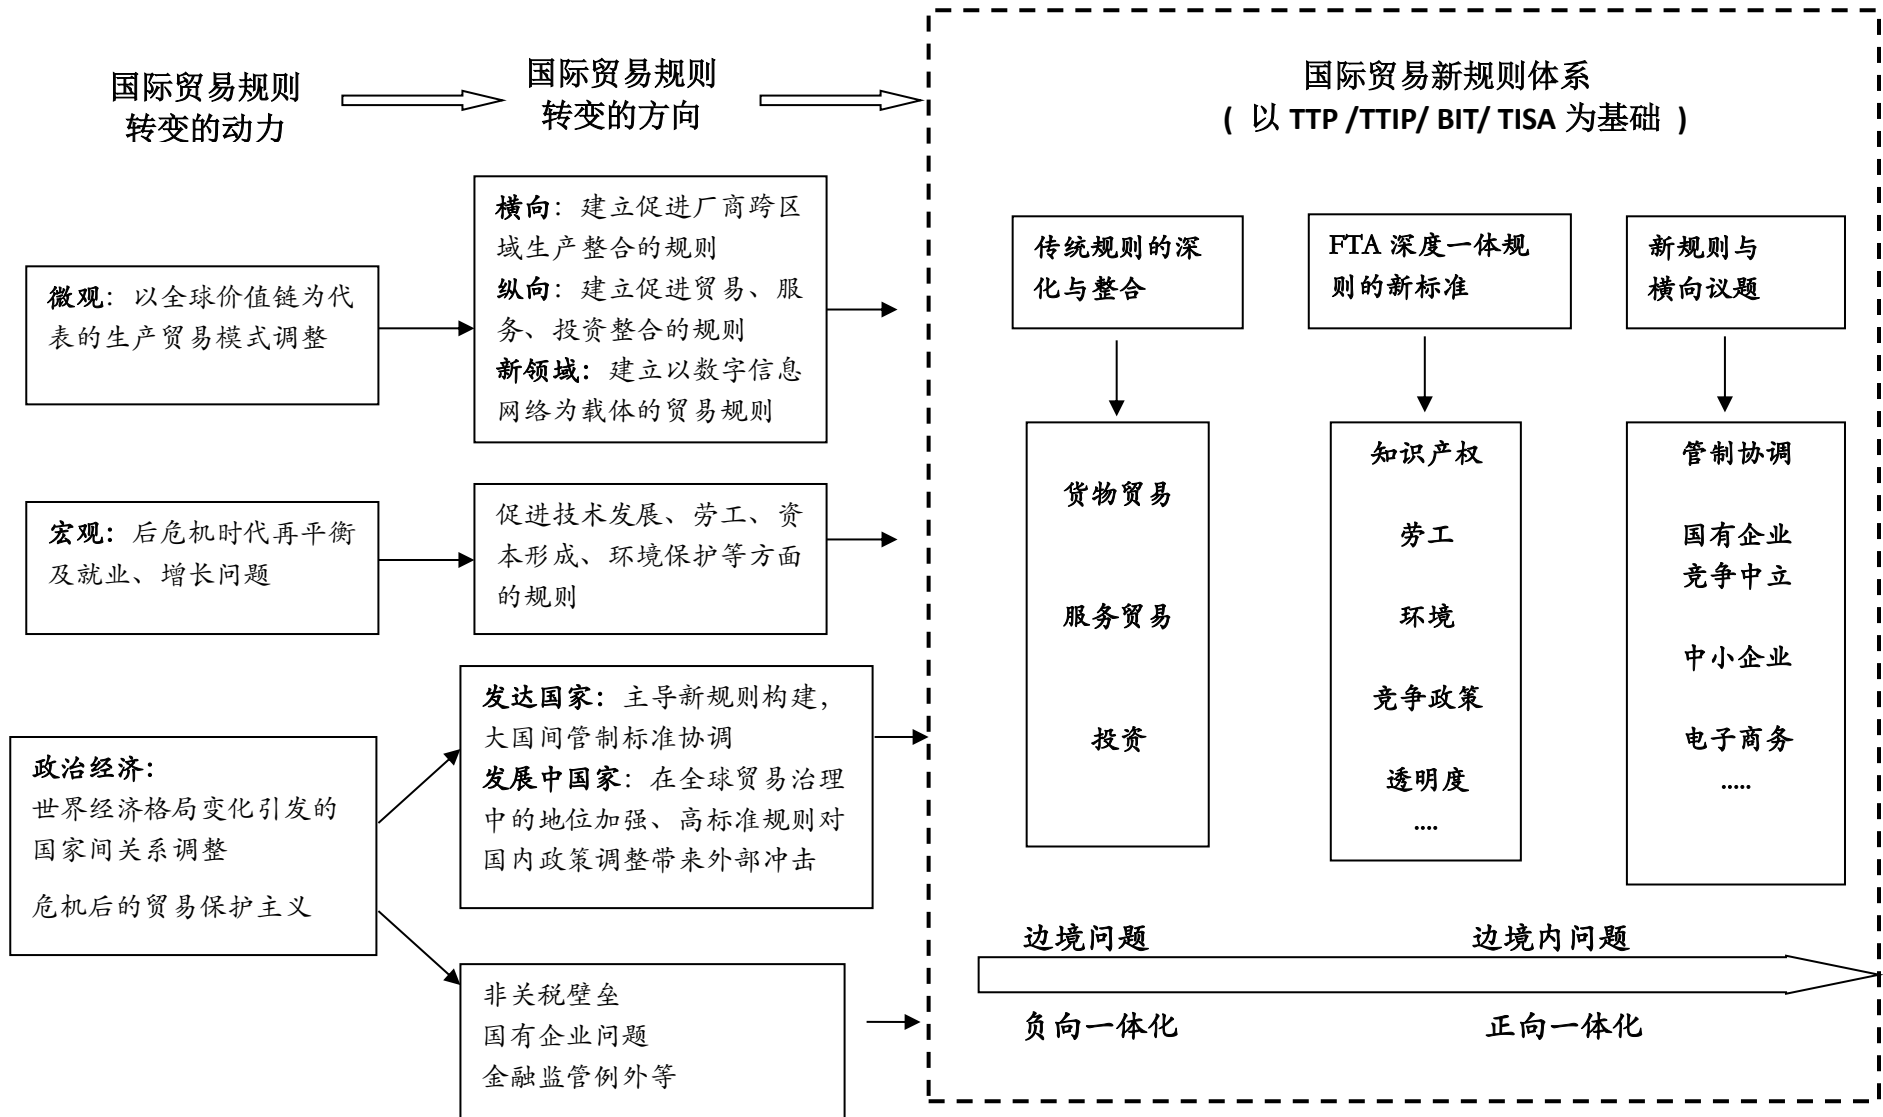 国际贸易规则
转变的动力
国际贸易规则
转变的方向
国际贸易新规则体系
( 以 TTP /TTIP/ BIT/ TISA 为基础 )
微观：以全球价值链为代
表的生产贸易模式调整
横向：建立促进厂商跨区
域生产整合的规则
纵向：建立促进贸易、服
务、投资整合的规则
新领域：建立以数字信息
网络为载体的贸易规则
宏观：后危机时代再平衡
及就业、增长问题
促进技术发展、劳工、资
本形成、环境保护等方面
的规则
政治经济：
世界经济格局变化引发的
国家间关系调整
危机后的贸易保护主义
发达国家：主导新规则构建，
大国间管制标准协调
发展中国家：在全球贸易治理
中的地位加强、高标准规则对
国内政策调整带来外部冲击
非关税壁垒
国有企业问题
金融监管例外等
传统规则的深
化与整合
FTA 深度一体规
则的新标准
新规则与
横向议题
货物贸易
服务贸易
投资
知识产权
劳工
环境
竞争政策
透明度
....
管制协调
国有企业
竞争中立
中小企业
电子商务
.....
边境问题
边境内问题
负向一体化
正向一体化